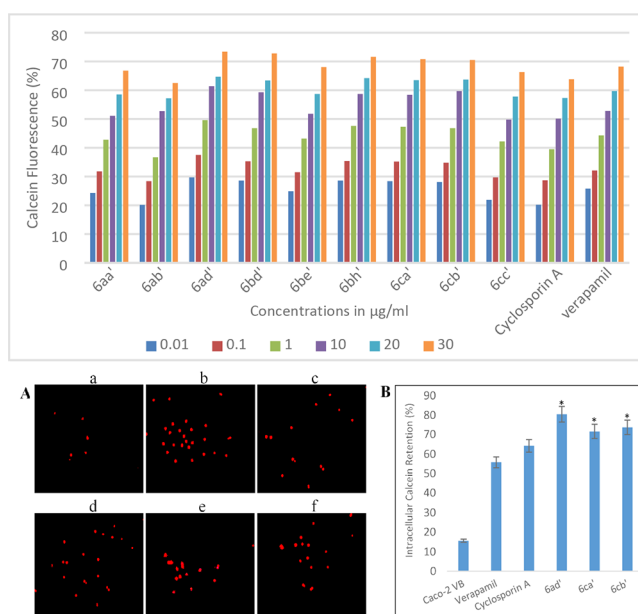 80
70
60
50
40
30
20
10
0
Calcein Fluorescence (%)
6aa' 6ab' 6ad' 6bd' 6be' 6bh' 6ca' 6cb' 6cc' Cyclosporin A verapamil
Concentrations in µg/ml
0.01 0.1 1 10 20 30
A
a b c
d e f
B
90
80
70
60
50
40
30
20
10
0
Intracellular Calcein Retention (%)
* * *
Caco-2 VB Verapamil Cyclosporin A 6ad' 6ca' 6cb'